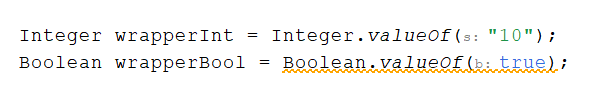 Integer wrapperInt = Integer.valueOf(s: "10");
Boolean wrapperBool = Boolean.valueOf(b: true);